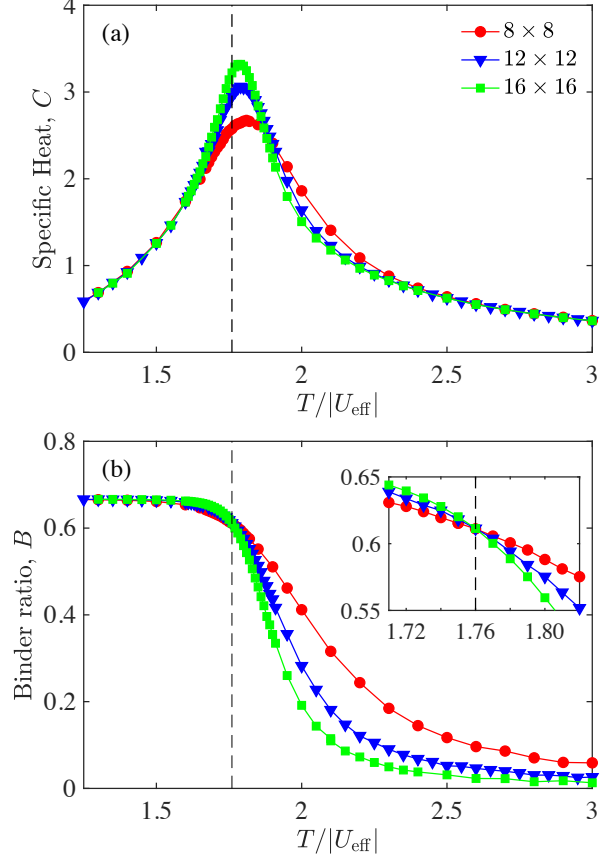 (a)
8 × 8
12 × 12
16 × 16
Specific Heat, C
4
3
2
1
0
1.5
2
2.5
3
T/|U_eff|
(b)
Binder ratio, B
0.8
0.6
0.4
0.2
0
0.65
0.6
0.55
1.72
1.76
1.80
1.5
2
2.5
3
T/|U_eff|